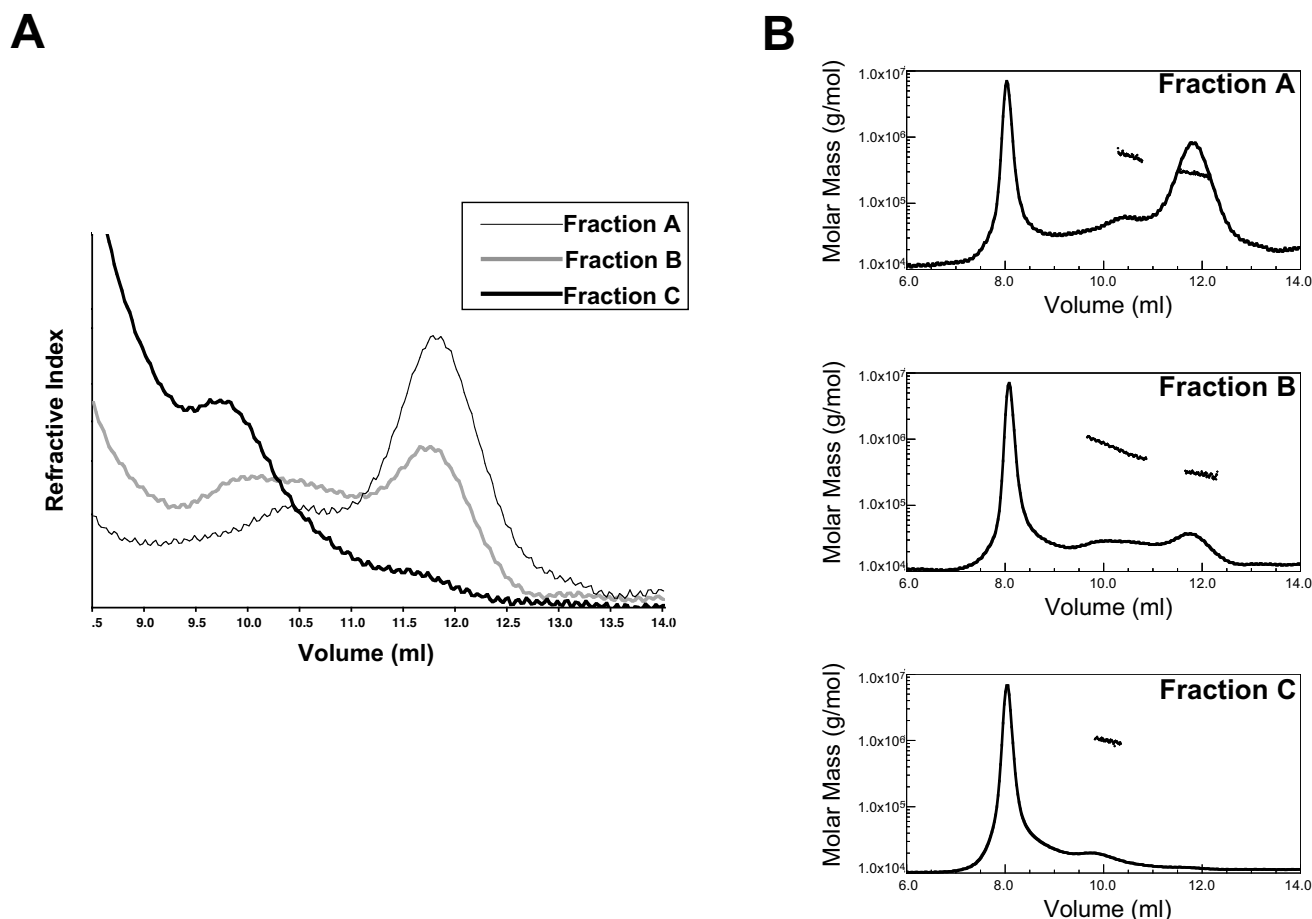 A
Fraction A
Fraction B
Fraction C
Refractive Index
.5 9.0 9.5 10.0 10.5 11.0 11.5 12.0 12.5 13.0 13.5 14.0
Volume (ml)
B
Fraction A
Molar Mass (g/mol)
1.0x10⁷
1.0x10⁶
1.0x10⁵
1.0x10⁴
6.0 8.0 10.0 12.0 14.0
Volume (ml)
Fraction B
Molar Mass (g/mol)
1.0x10⁷
1.0x10⁶
1.0x10⁵
1.0x10⁴
6.0 8.0 10.0 12.0 14.0
Volume (ml)
Fraction C
Molar Mass (g/mol)
1.0x10⁷
1.0x10⁶
1.0x10⁵
1.0x10⁴
6.0 8.0 10.0 12.0 14.0
Volume (ml)